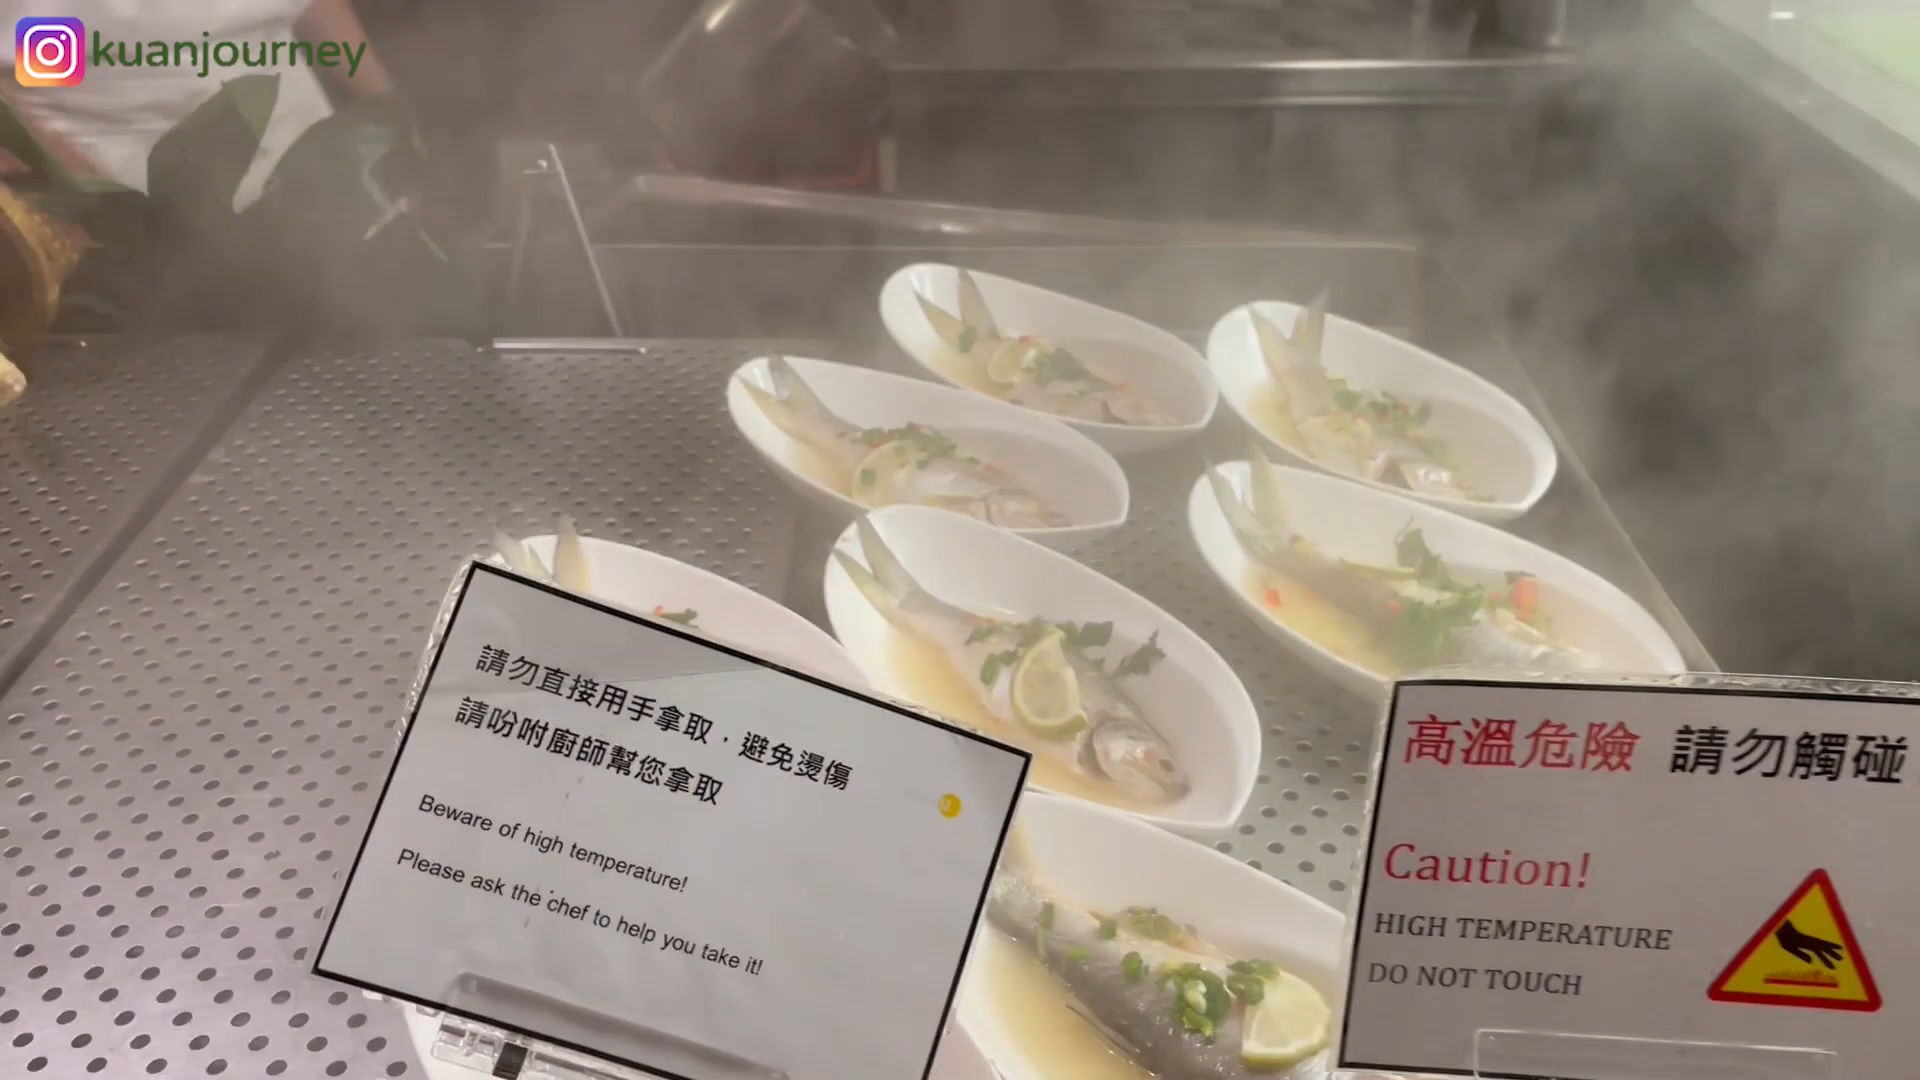 kuanjourney
請勿直接用手拿取，避免燙傷
請吩咐廚師幫您拿取
Beware of high temperature!
Please ask the chef to help you take it!
高溫危險 請勿觸碰
Caution!
HIGH TEMPERATURE
DO NOT TOUCH